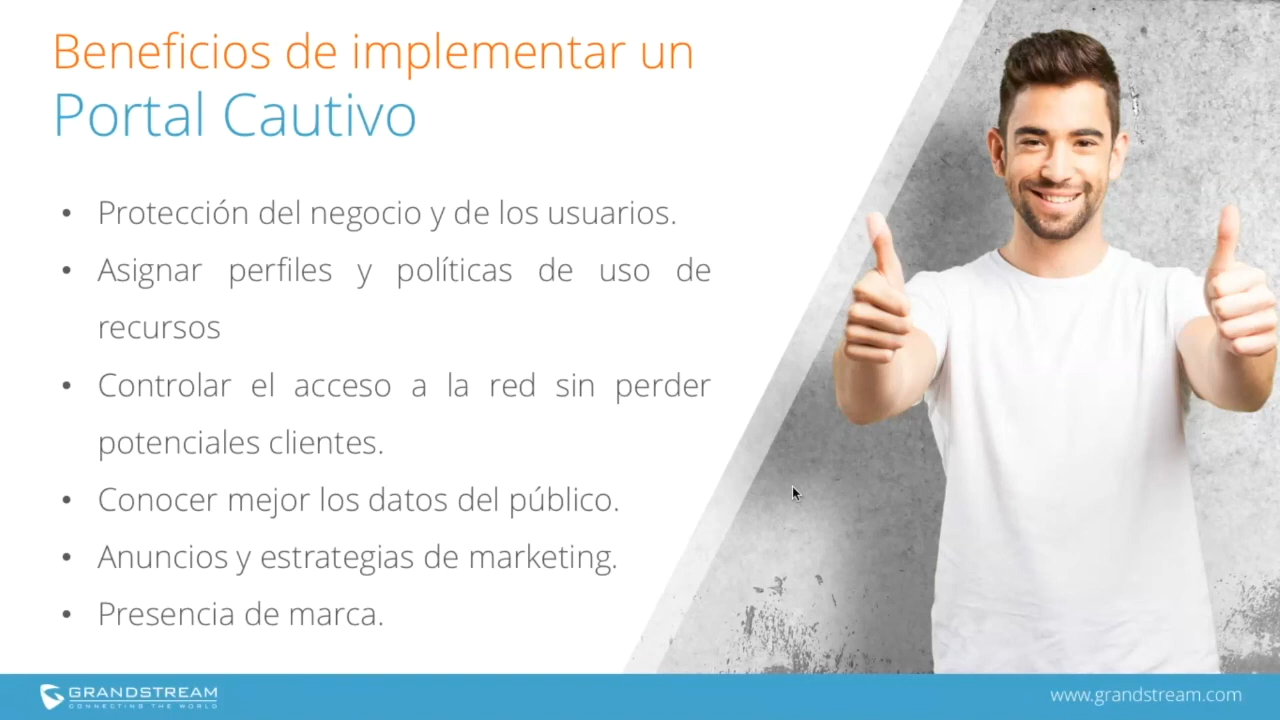 Beneficios de implementar un
Portal Cautivo
• Protección del negocio y de los usuarios.
• Asignar perfiles y políticas de uso de
recursos
• Controlar el acceso a la red sin perder
potenciales clientes.
• Conocer mejor los datos del público.
• Anuncios y estrategias de marketing.
• Presencia de marca.
GRANDSTREAM
CONNECTING THE WORLD
www.grandstream.com